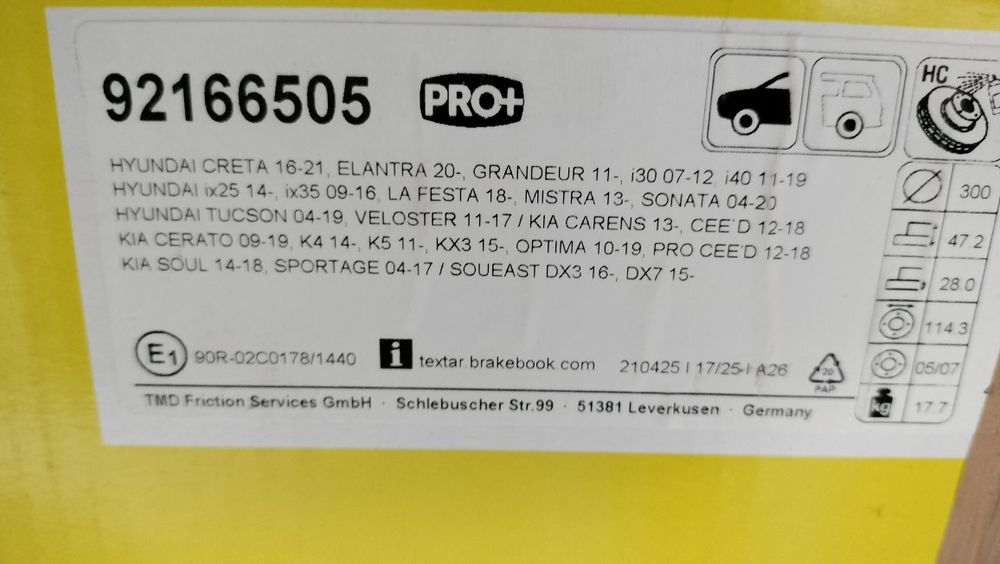 92166505 PRO+
HC
HYUNDAI CRETA 16-21, ELANTRA 20-, GRANDEUR 11-, i30 07-12, i40 11-19
HYUNDAI ix25 14-, ix35 09-16, LA FESTA 18-, MISTRA 13-, SONATA 04-20
HYUNDAI TUCSON 04-19, VELOSTER 11-17 / KIA CARENS 13-, CEE'D 12-18
KIA CERATO 09-19, K4 14-, K5 11-, KX3 15-, OPTIMA 10-19, PRO CEE'D 12-18
KIA SOUL 14-18, SPORTAGE 04-17 / SOUEAST DX3 16-, DX7 15-
300
47.2
28.0
114.3
05/07
kg 17.7
E1 90R-02C0178/1440 i textar.brakebook.com 210425 | 17/25-I A26
20
PAP
TMD Friction Services GmbH · Schlebuscher Str.99 · 51381 Leverkusen · Germany